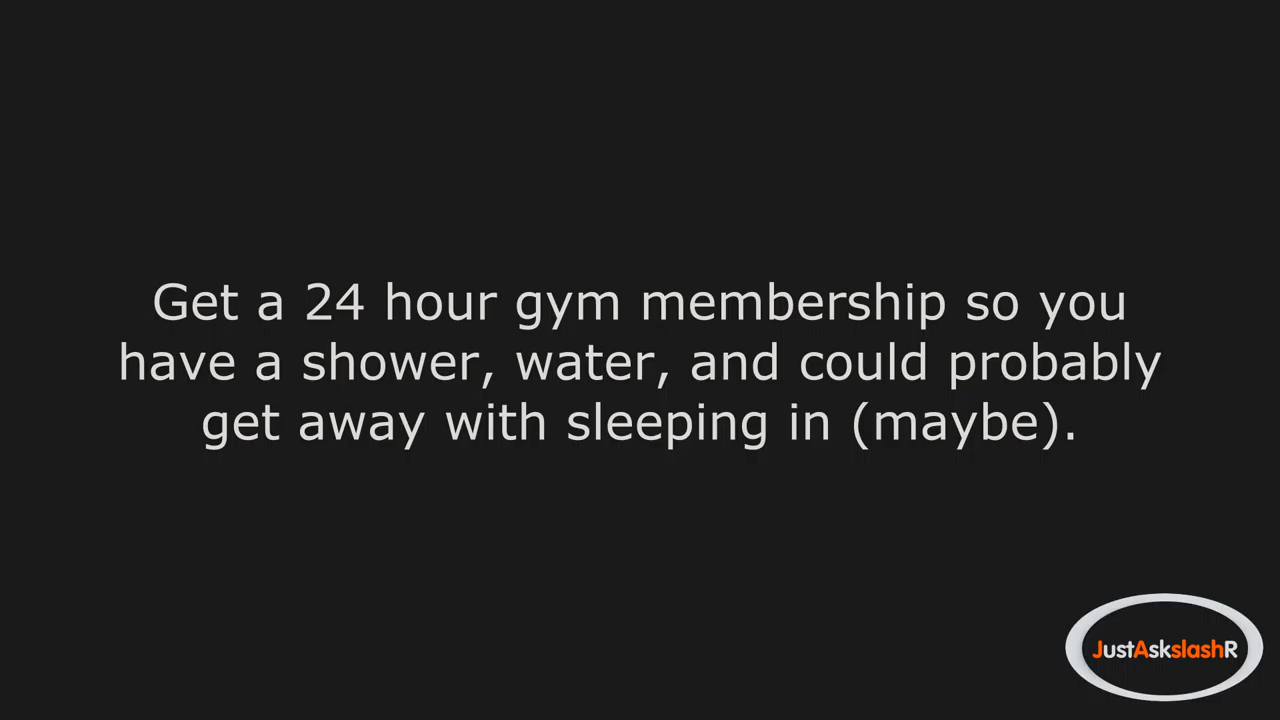 Get a 24 hour gym membership so you
have a shower, water, and could probably
get away with sleeping in (maybe).
JustAskslashR